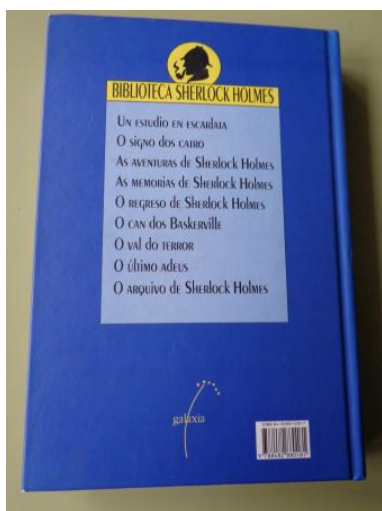 BIBLIOTECA SHERLOCK HOLMES
Un estudio en escarlata
O signo dos catro
As aventuras de Sherlock Holmes
As memorias de Sherlock Holmes
O regreso de Sherlock Holmes
O can dos Baskerville
O val do terror
O último adeus
O arquivo de Sherlock Holmes
galaxia